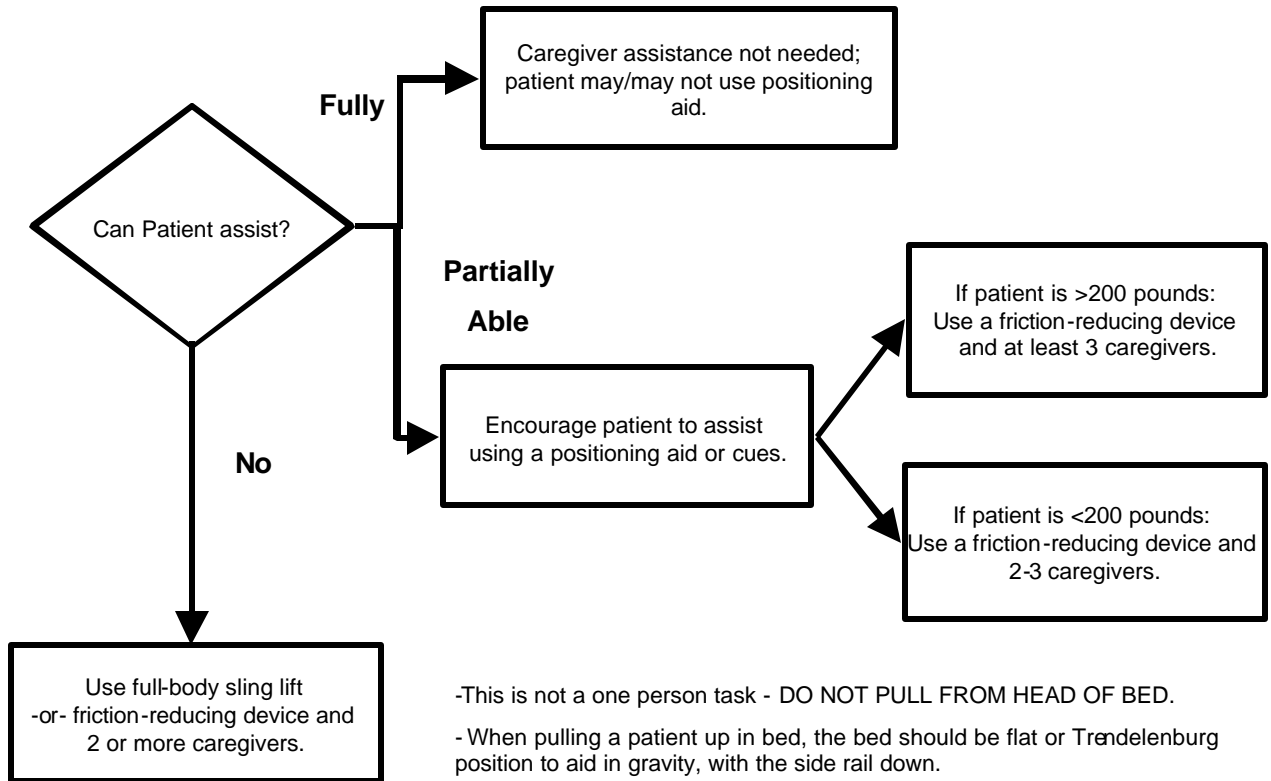 Caregiver assistance not needed;
patient may/may not use positioning
aid.
Fully
Can Patient assist?
Partially
Able
If patient is >200 pounds:
Use a friction-reducing device
and at least 3 caregivers.
Encourage patient to assist
using a positioning aid or cues.
No
If patient is <200 pounds:
Use a friction-reducing device and
2-3 caregivers.
Use full-body sling lift
-or- friction-reducing device and
2 or more caregivers.
-This is not a one person task - DO NOT PULL FROM HEAD OF BED.
- When pulling a patient up in bed, the bed should be flat or Trendelenburg
position to aid in gravity, with the side rail down.